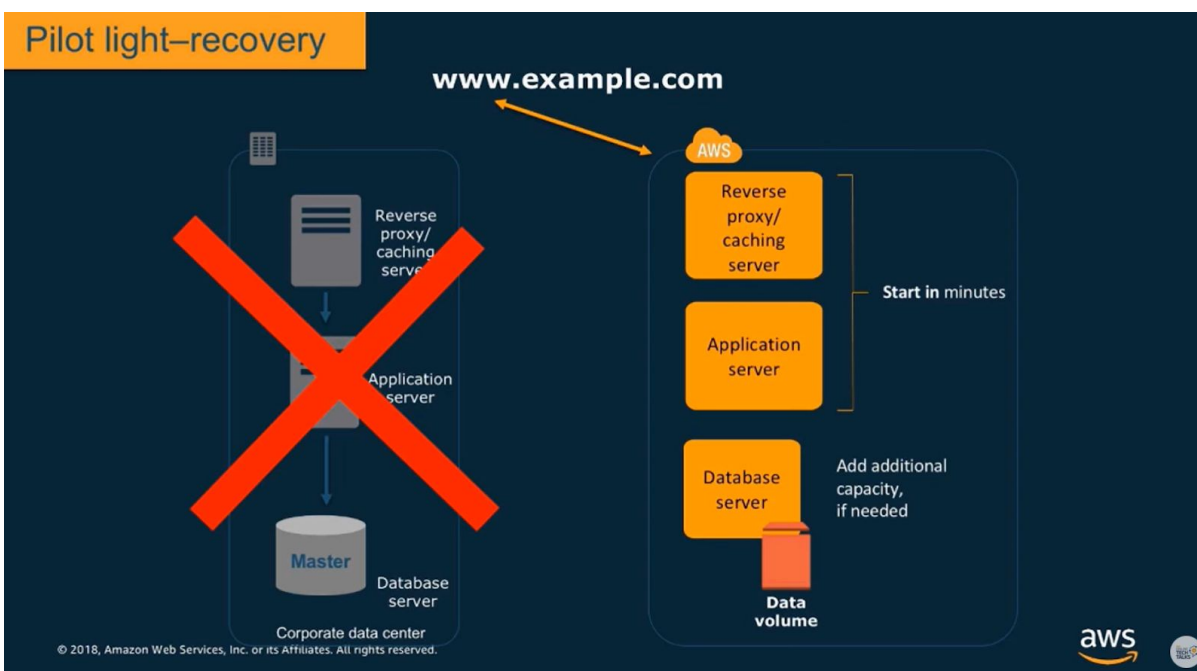 Pilot light–recovery
www.example.com
Reverse
proxy/
caching
server
Application
server
Master
Database
server
Corporate data center
AWS
Reverse
proxy/
caching
server
Application
server
Start in minutes
Database
server
Add additional
capacity,
if needed
Data
volume
© 2018, Amazon Web Services, Inc. or its Affiliates. All rights reserved.
aws